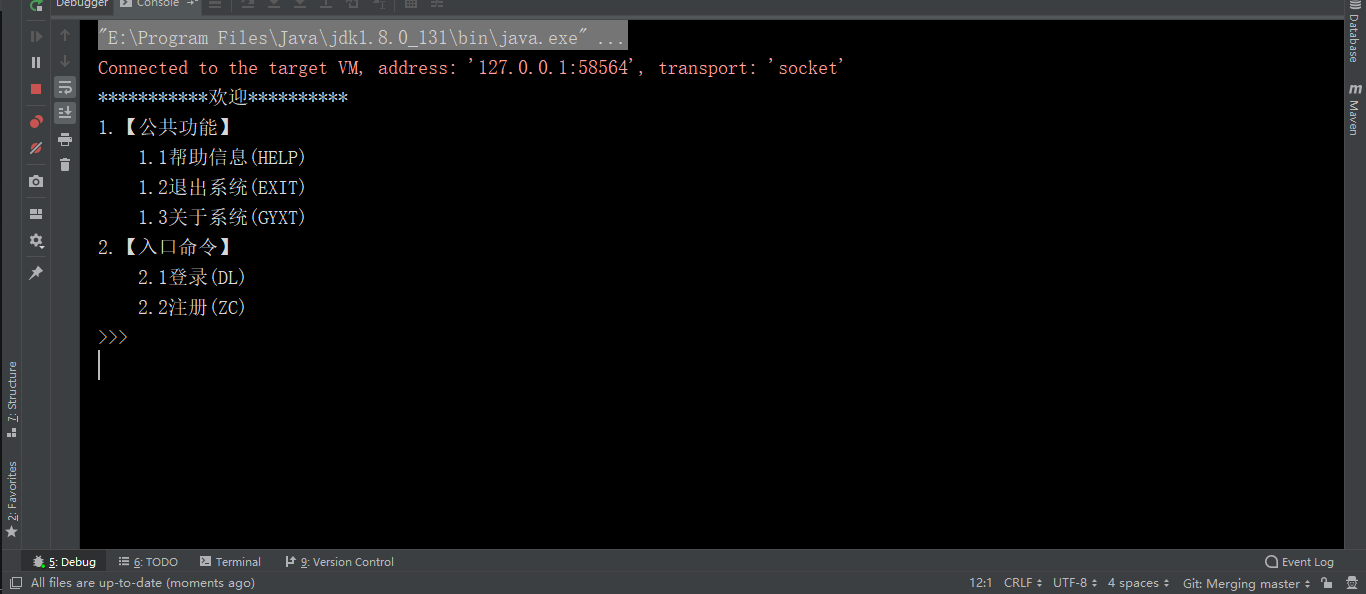 Debugger Console
"E:\Program Files\Java\jdk1.8.0_131\bin\java.exe" ...
Connected to the target VM, address: '127.0.0.1:58564', transport: 'socket'
***********欢迎**********
1.【公共功能】
1.1帮助信息(HELP)
1.2退出系统(EXIT)
1.3关于系统(GYXT)
2.【入口命令】
2.1登录(DL)
2.2注册(ZC)
>>>
7: Structure
2: Favorites
Database
m Maven
5: Debug 6: TODO Terminal 9: Version Control Event Log
All files are up-to-date (moments ago) 12:1 CRLF UTF-8 4 spaces Git: Merging master